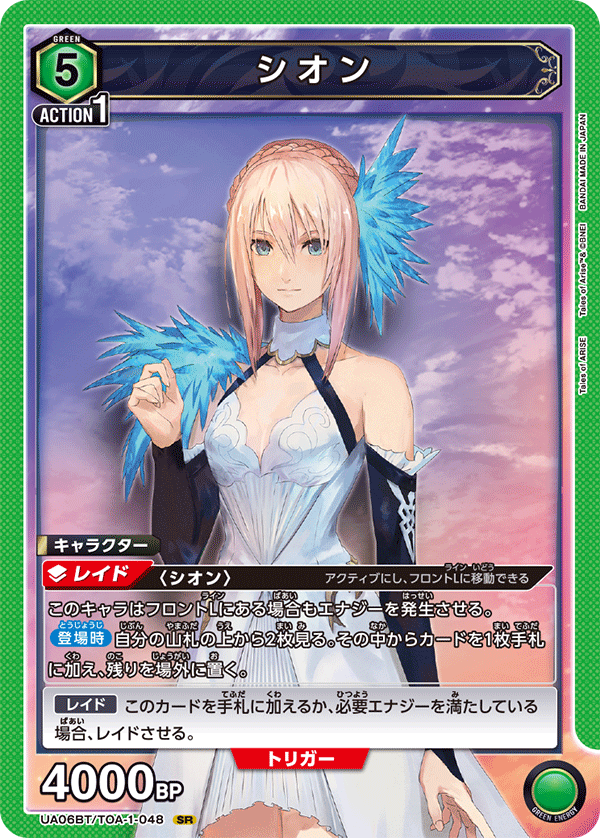 GREEN
5
シオン
ACTION1
BANDAI MADE IN JAPAN
Tales of Arise™& ©BNEI
Tales of ARISE
キャラクター
レイド 〈シオン〉 アクティブにし、フロントLに移動できる
このキャラはフロントLにある場合もエナジーを発生させる。
登場時 自分の山札の上から2枚見る。その中からカードを1枚手札
に加え、残りを場外に置く。
レイド このカードを手札に加えるか、必要エナジーを満たしている
場合、レイドさせる。
トリガー
4000BP
UA06BT/TOA-1-048 SR
GREEN ENERGY